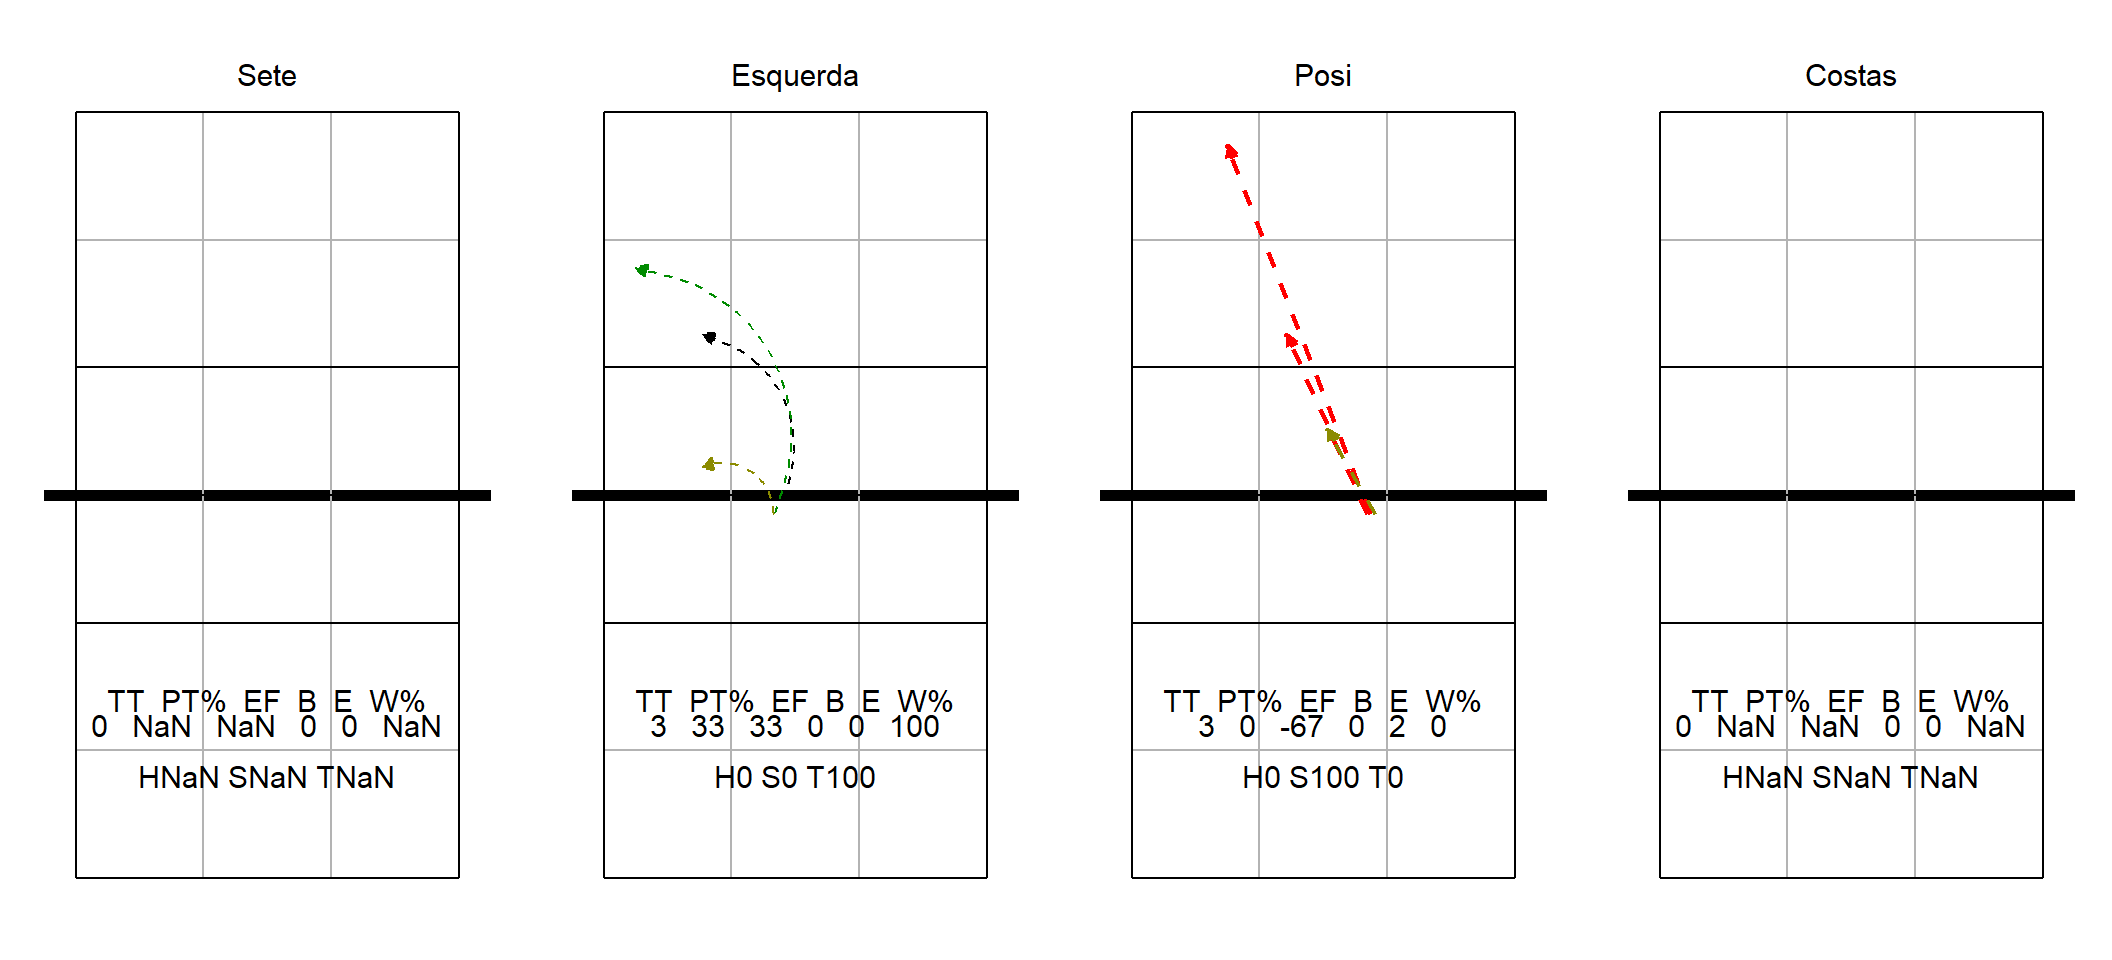 Sete
TT PT% EF B E W%
0 NaN NaN 0 0 NaN
HNaN SNaN TNaN
Esquerda
TT PT% EF B E W%
3 33 33 0 0 100
H0 S0 T100
Posi
TT PT% EF B E W%
3 0 -67 0 2 0
H0 S100 T0
Costas
TT PT% EF B E W%
0 NaN NaN 0 0 NaN
HNaN SNaN TNaN